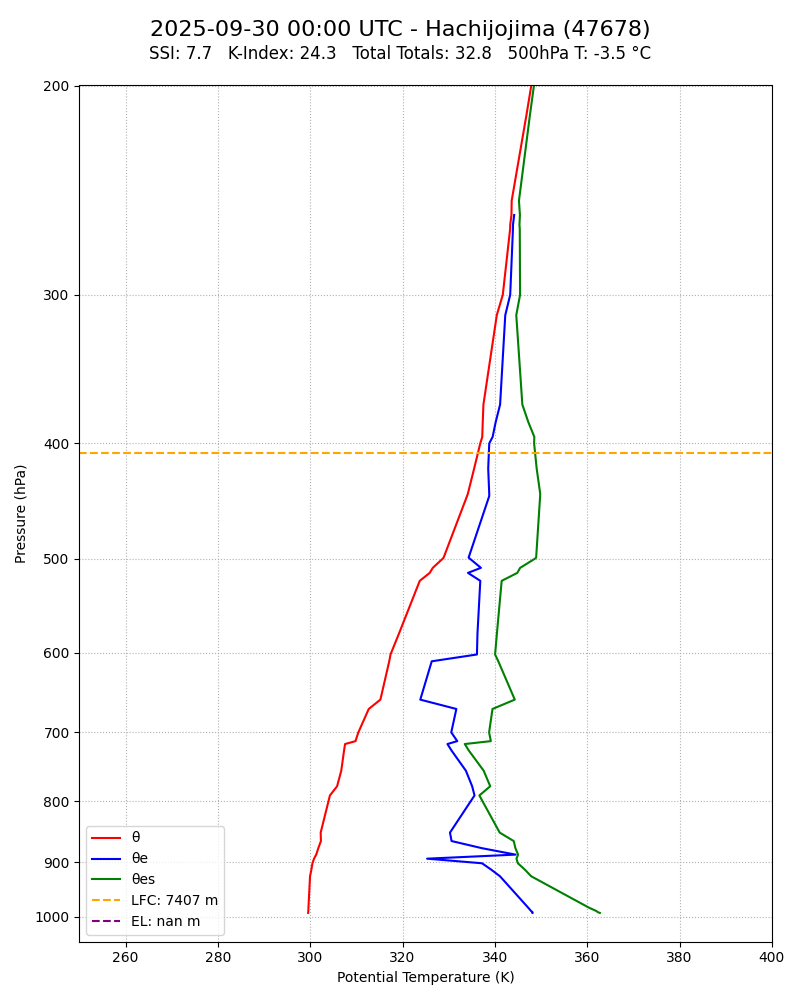 2025-09-30 00:00 UTC - Hachijojima (47678)
SSI: 7.7   K-Index: 24.3   Total Totals: 32.8   500hPa T: -3.5 °C
200
300
400
500
600
700
800
900
1000
Pressure (hPa)
θ
θe
θes
LFC: 7407 m
EL: nan m
260 280 300 320 340 360 380 400
Potential Temperature (K)